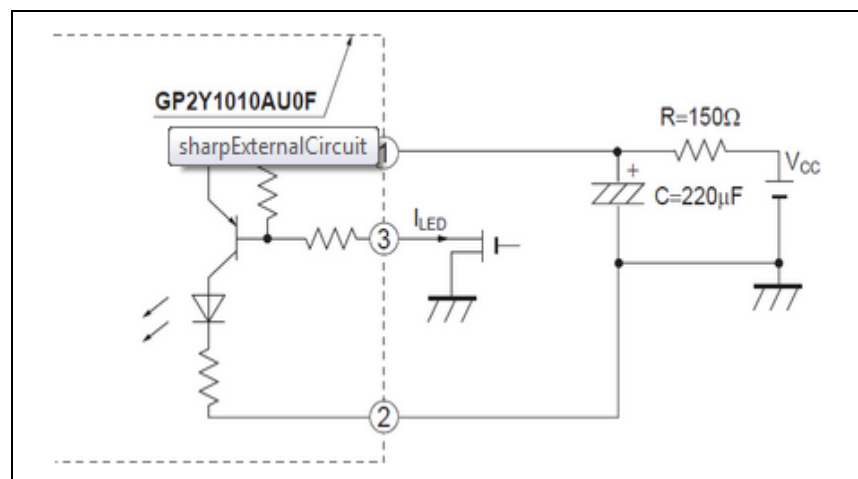 GP2Y1010AU0F
sharpExternalCircuit
1
R=150Ω
VCC
+
C=220μF
3
ILED
2